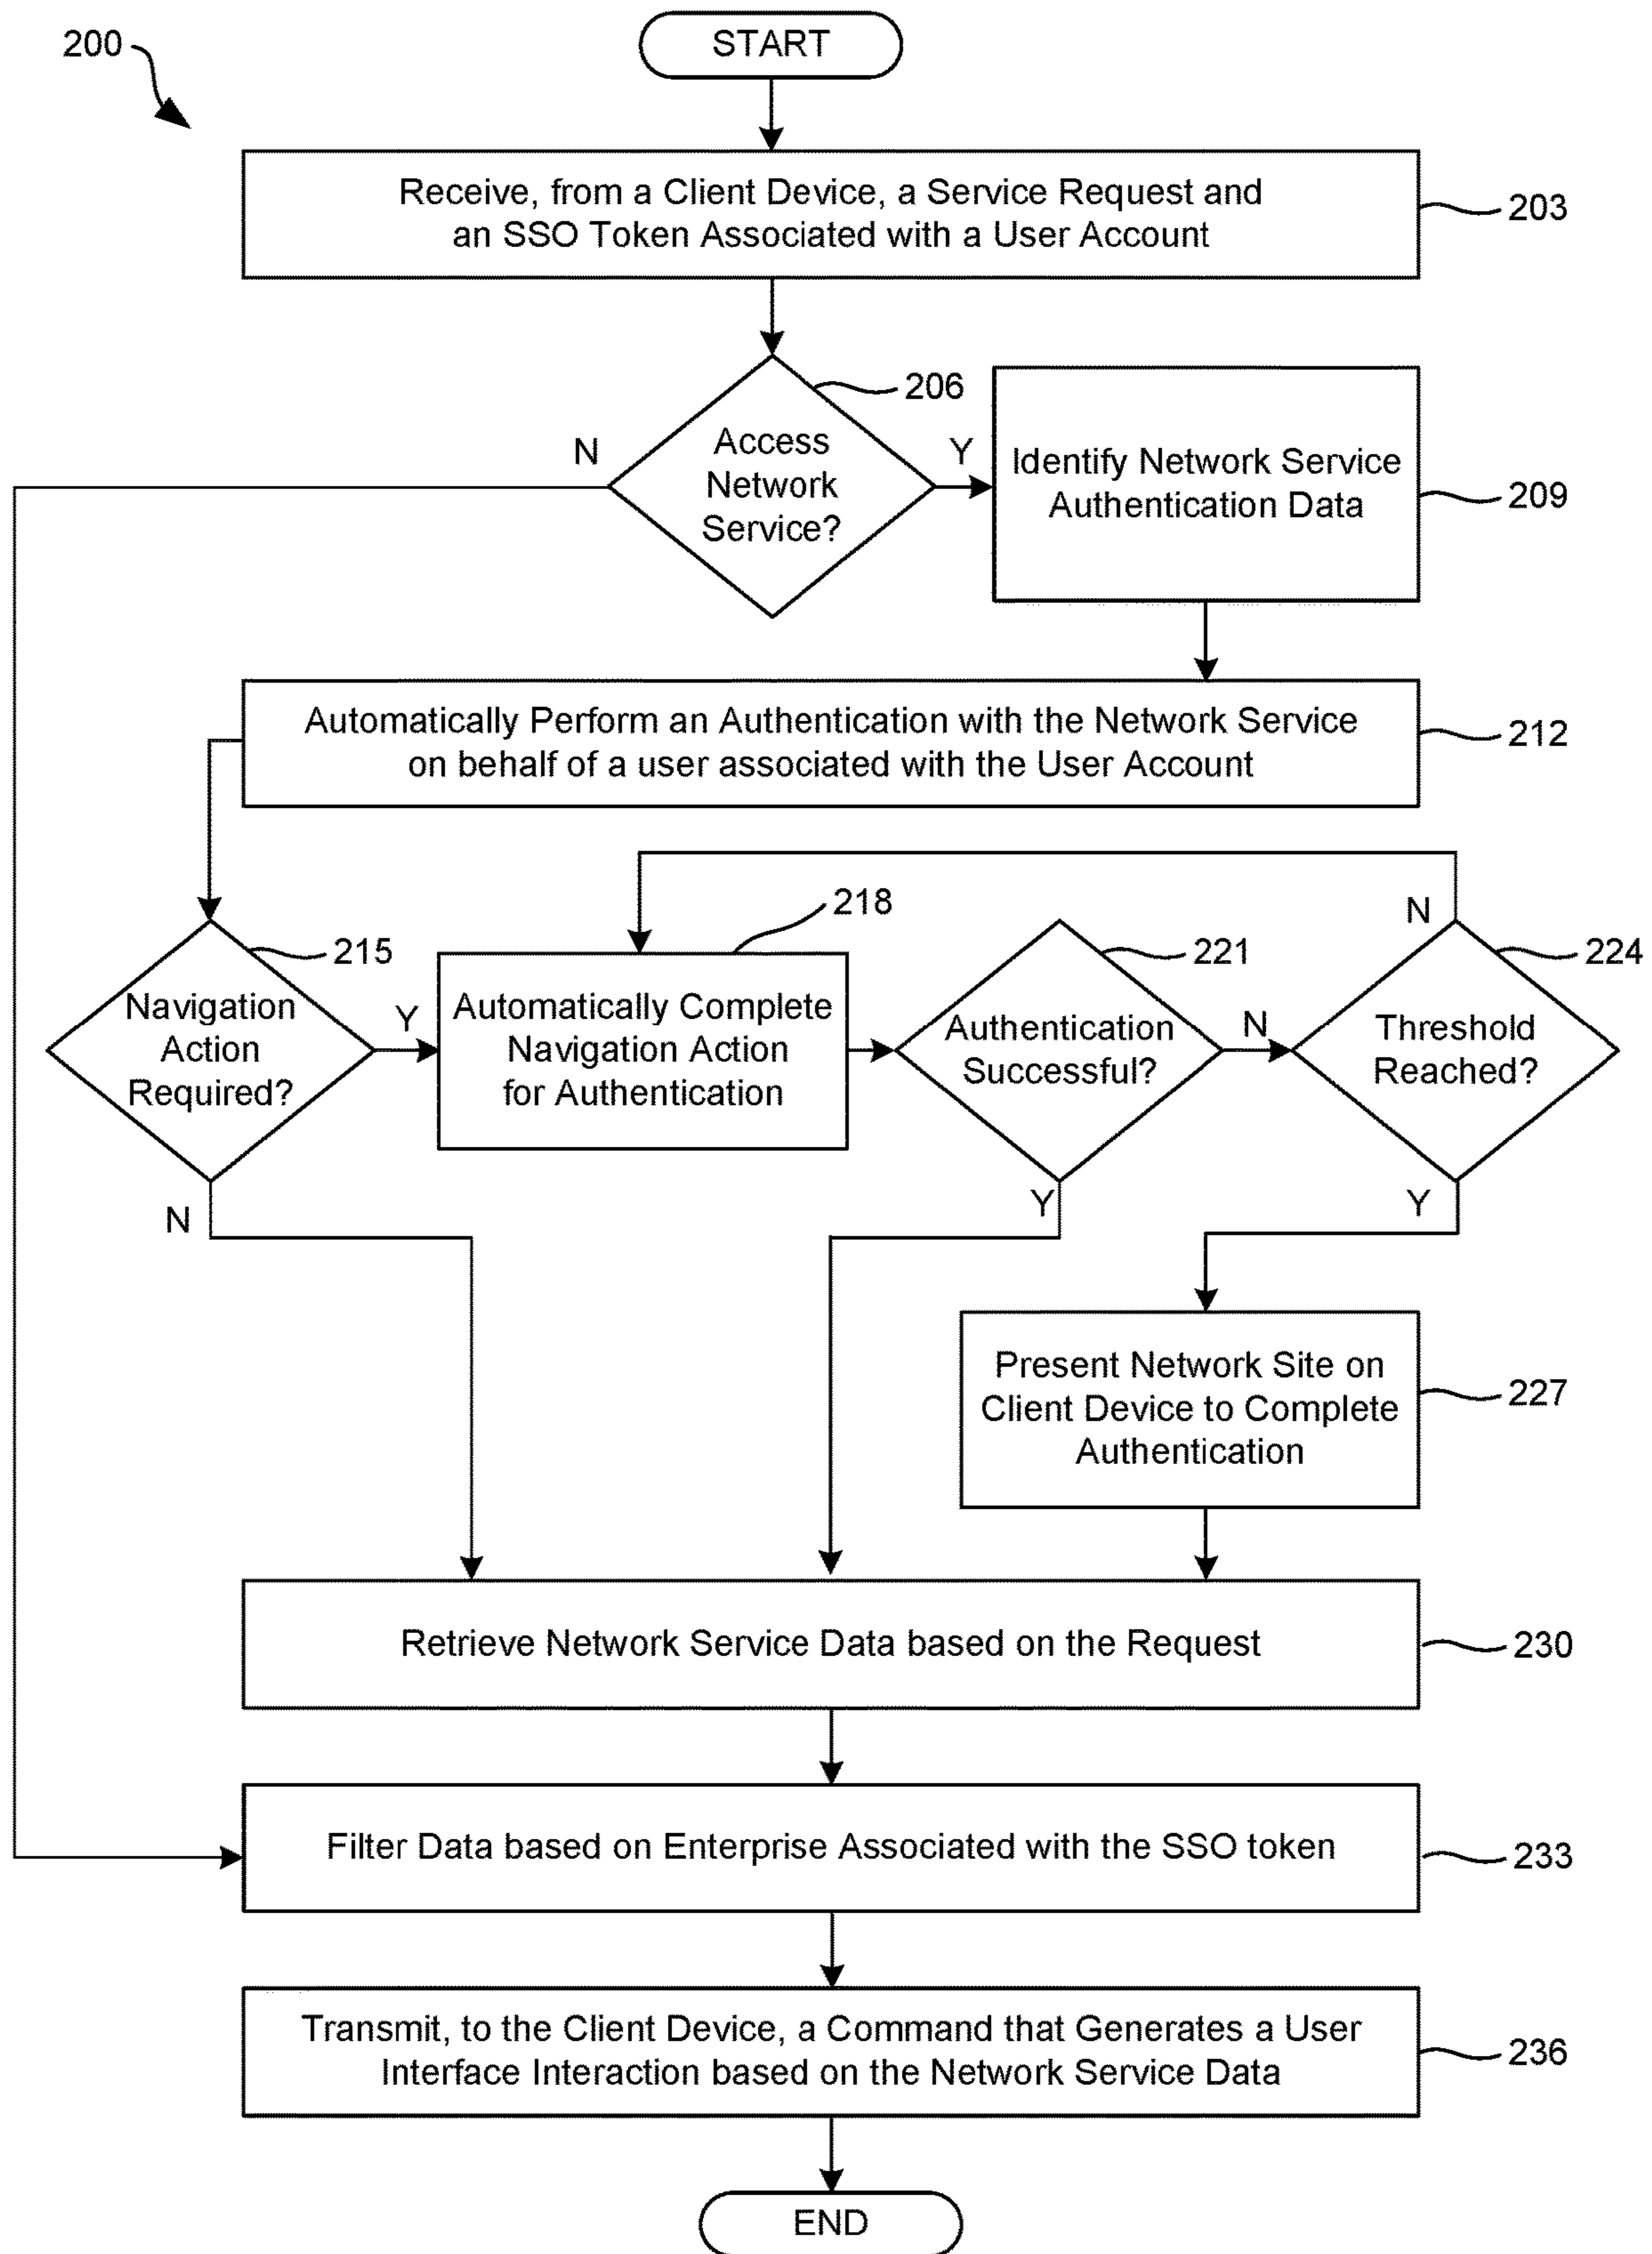 200
START
Receive, from a Client Device, a Service Request and
an SSO Token Associated with a User Account
203
206
Access
Network
Service?
N
Y
Identify Network Service
Authentication Data
209
Automatically Perform an Authentication with the Network Service
on behalf of a user associated with the User Account
212
215
Navigation
Action
Required?
Y
N
218
Automatically Complete
Navigation Action
for Authentication
221
Authentication
Successful?
N
Y
224
Threshold
Reached?
N
Y
Present Network Site on
Client Device to Complete
Authentication
227
Retrieve Network Service Data based on the Request
230
Filter Data based on Enterprise Associated with the SSO token
233
Transmit, to the Client Device, a Command that Generates a User
Interface Interaction based on the Network Service Data
236
END